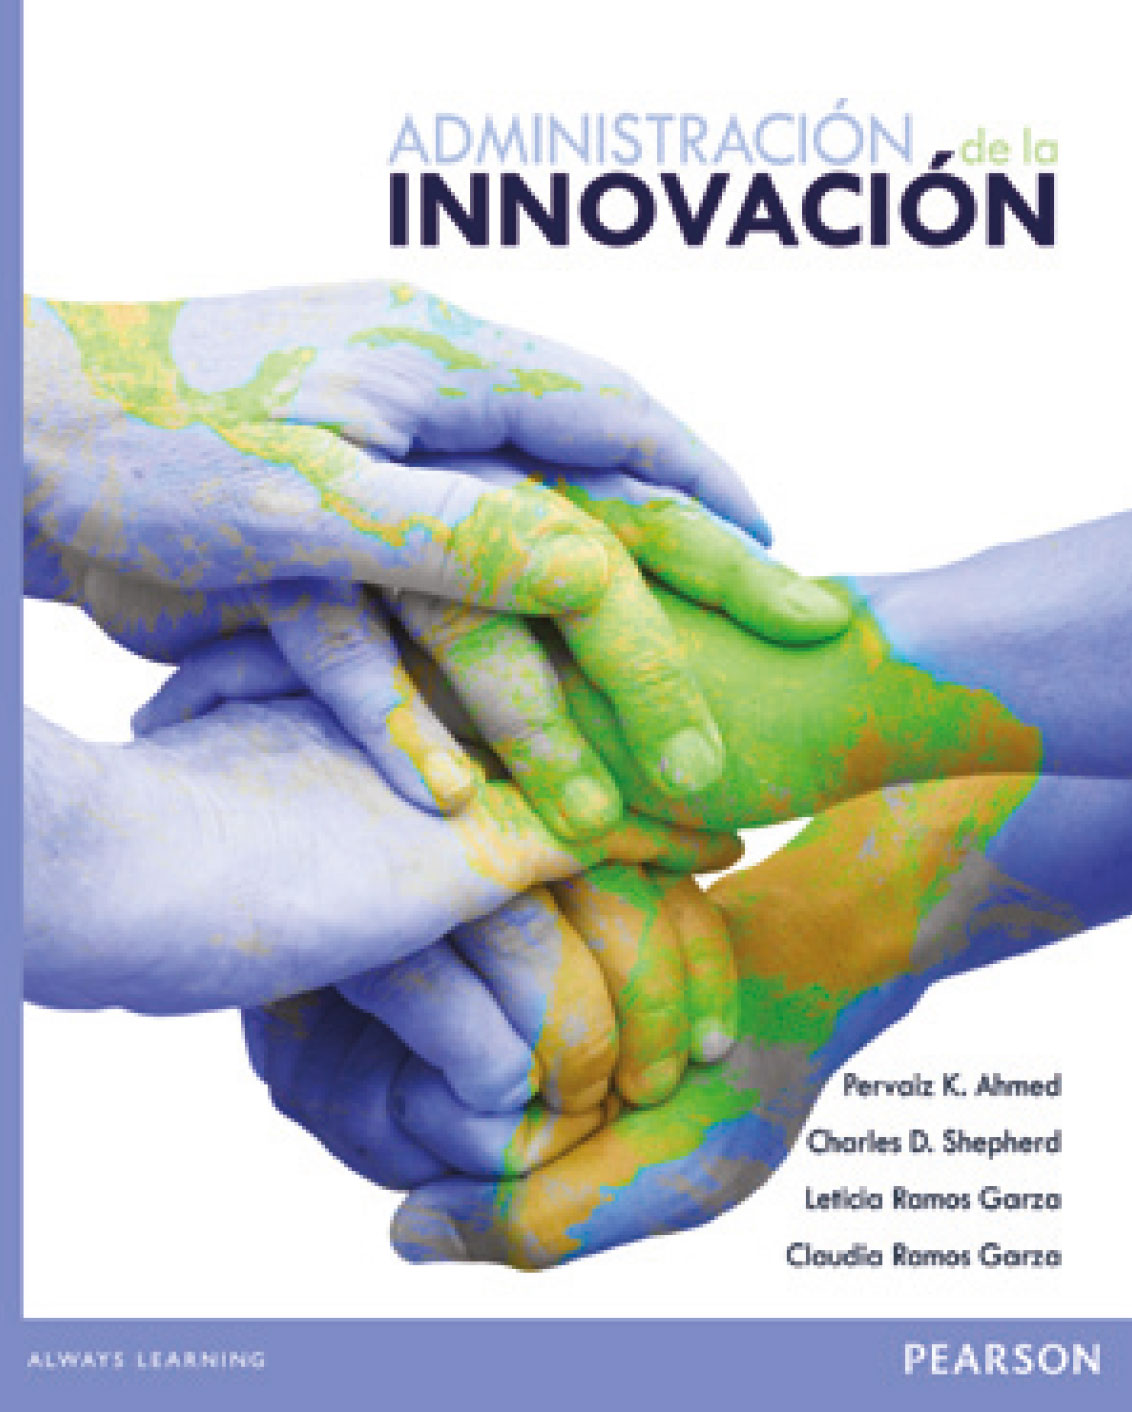 ADMINISTRACIÓN de la
INNOVACIÓN
Pervaiz K. Ahmed
Charles D. Shepherd
Leticia Ramos Garza
Claudia Ramos Garza
ALWAYS LEARNING
PEARSON